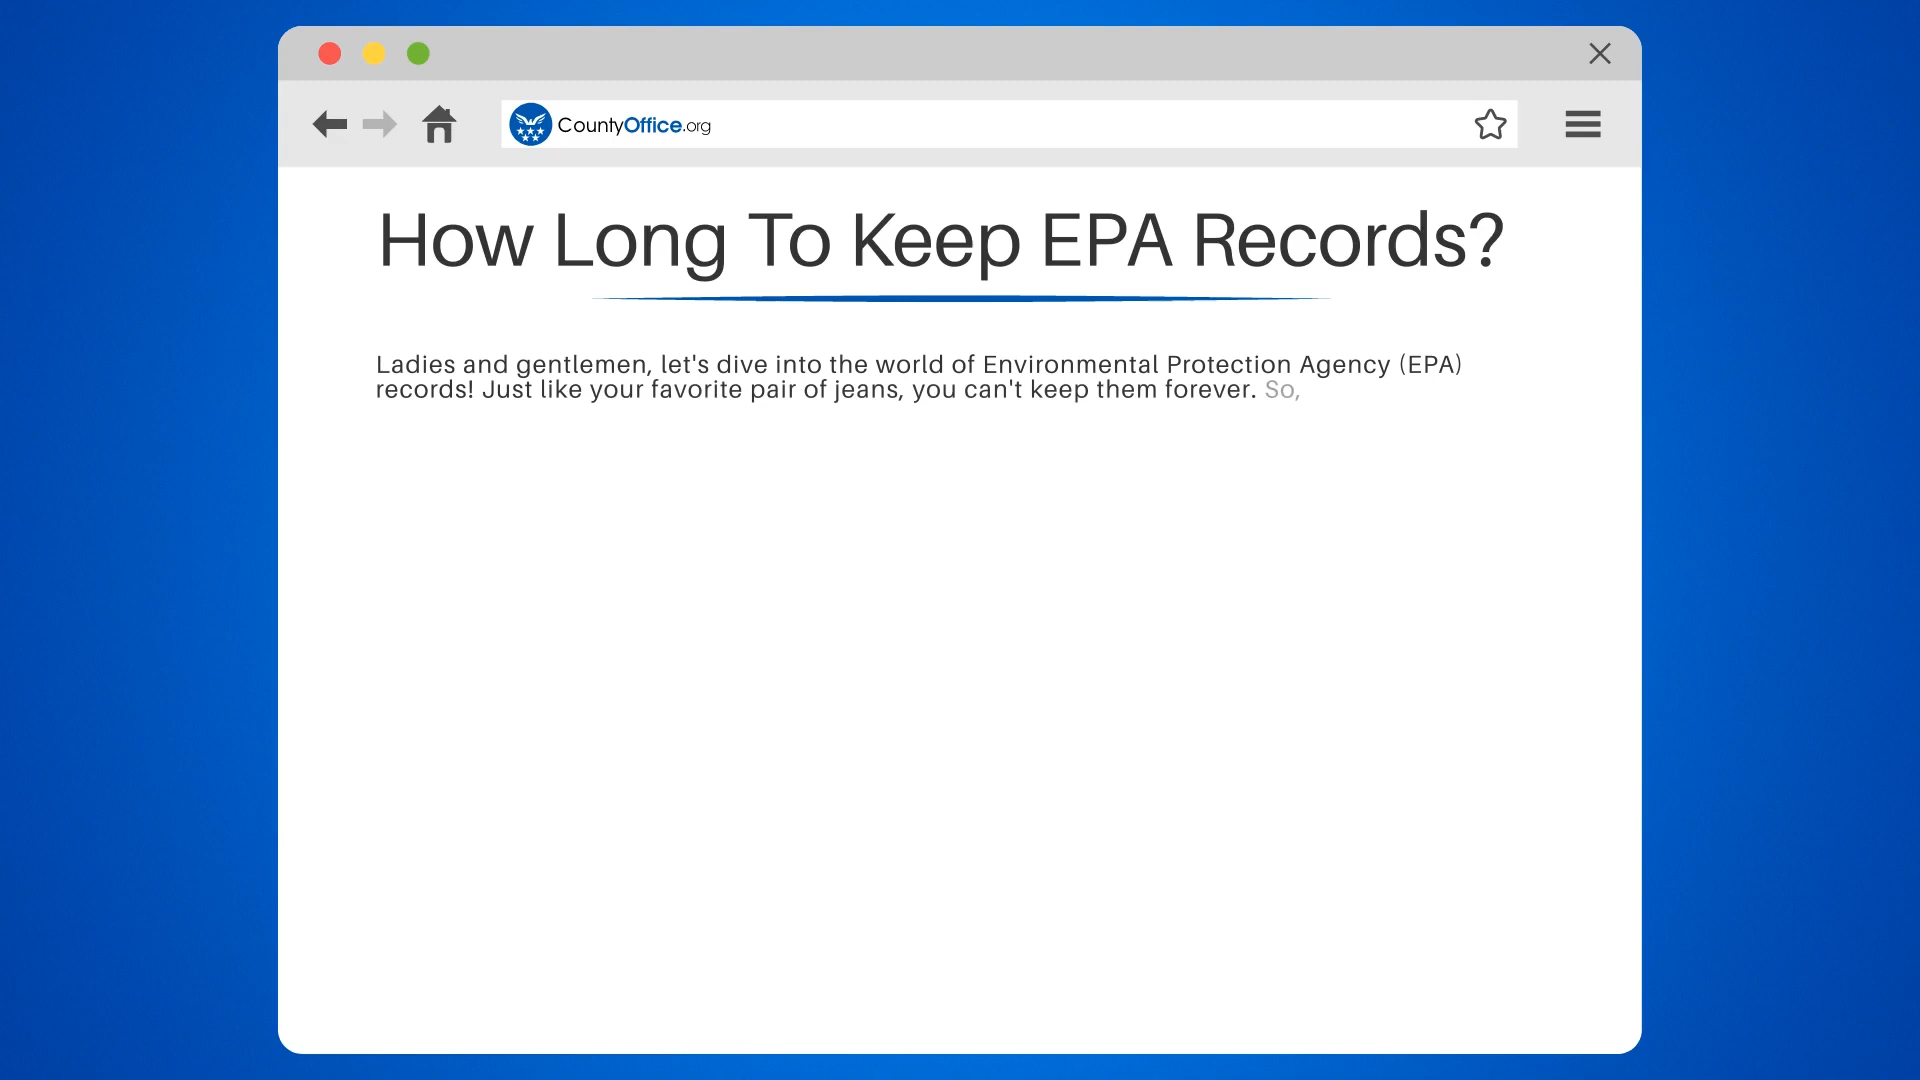 CountyOffice.org
How Long To Keep EPA Records?
Ladies and gentlemen, let's dive into the world of Environmental Protection Agency (EPA)
records! Just like your favorite pair of jeans, you can't keep them forever. So,